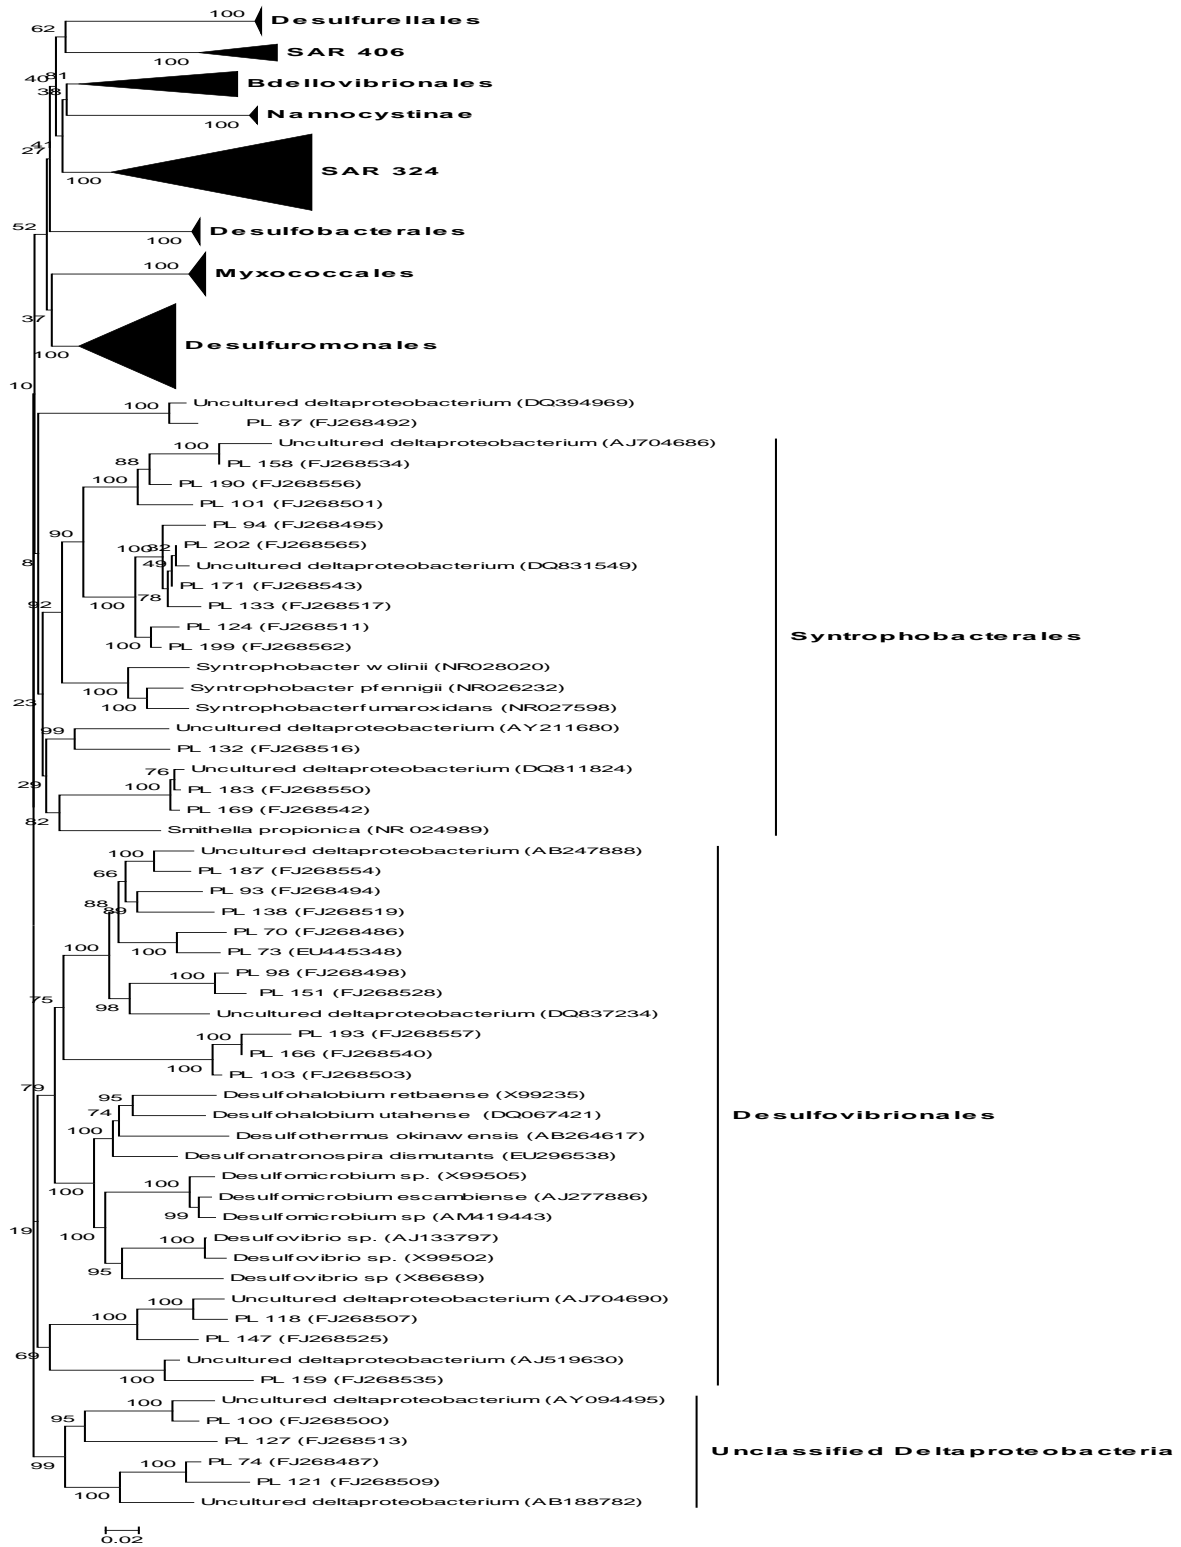 100
Desulfurellales
62
SAR 406
100
40
81
Bdellovibrionales
38
Nannocystinae
100
41
27
SAR 324
100
52
Desulfobacterales
100
100
Myxococcales
37
Desulfuromonales
100
10
100
Uncultured deltaproteobacterium (DQ394969)
PL 87 (FJ268492)
100
Uncultured deltaproteobacterium (AJ704686)
88
PL 158 (FJ268534)
100
PL 190 (FJ268556)
PL 101 (FJ268501)
PL 94 (FJ268495)
90
100
82
PL 202 (FJ268565)
8
49
Uncultured deltaproteobacterium (DQ831549)
PL 171 (FJ268543)
92
100
78
PL 133 (FJ268517)
PL 124 (FJ268511)
Syntrophobacterales
100
PL 199 (FJ268562)
Syntrophobacter w olinii (NR028020)
100
Syntrophobacter pfennigii (NR026232)
23
100
Syntrophobacterfumaroxidans (NR027598)
99
Uncultured deltaproteobacterium (AY211680)
PL 132 (FJ268516)
76
Uncultured deltaproteobacterium (DQ811824)
29
100
PL 183 (FJ268550)
PL 169 (FJ268542)
82
Smithella propionica (NR 024989)
100
Uncultured deltaproteobacterium (AB247888)
66
PL 187 (FJ268554)
PL 93 (FJ268494)
88
89
PL 138 (FJ268519)
PL 70 (FJ268486)
100
100
PL 73 (EU445348)
100
PL 98 (FJ268498)
75
PL 151 (FJ268528)
98
Uncultured deltaproteobacterium (DQ837234)
100
PL 193 (FJ268557)
PL 166 (FJ268540)
100
PL 103 (FJ268503)
79
95
Desulfohalobium retbaense (X99235)
74
Desulfohalobium utahense (DQ067421)
Desulfovibrionales
100
Desulfothermus okinaw ensis (AB264617)
Desulfonatronospira dismutants (EU296538)
100
100
Desulfomicrobium sp. (X99505)
Desulfomicrobium escambiense (AJ277886)
19
99
Desulfomicrobium sp (AM419443)
100
100
Desulfovibrio sp. (AJ133797)
Desulfovibrio sp. (X99502)
95
Desulfovibrio sp (X86689)
100
Uncultured deltaproteobacterium (AJ704690)
100
PL 118 (FJ268507)
PL 147 (FJ268525)
69
Uncultured deltaproteobacterium (AJ519630)
100
PL 159 (FJ268535)
100
Uncultured deltaproteobacterium (AY094495)
95
PL 100 (FJ268500)
PL 127 (FJ268513)
Unclassified Deltaproteobacteria
99
100
PL 74 (FJ268487)
PL 121 (FJ268509)
100
Uncultured deltaproteobacterium (AB188782)
0.02